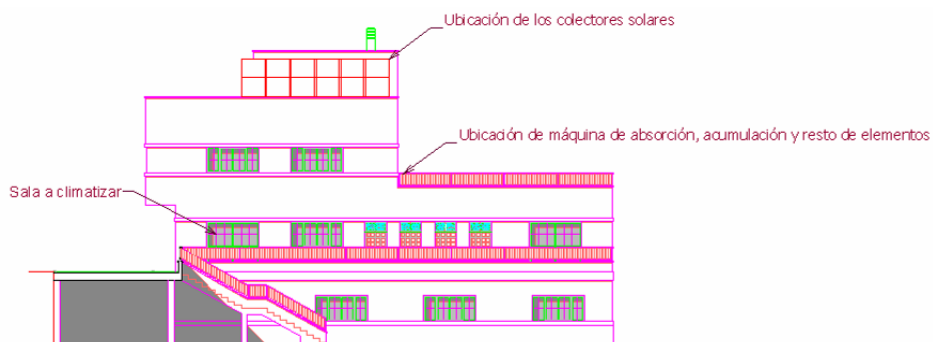 Ubicación de los colectores solares
Ubicación de máquina de absorción, acumulación y resto de elementos
Sala a climatizar